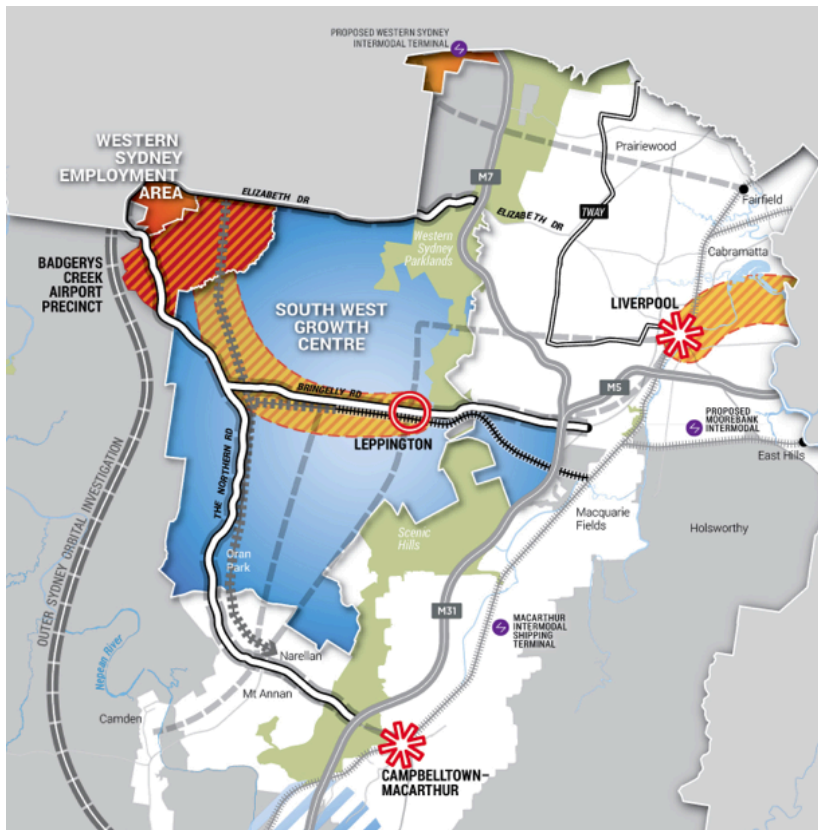 PROPOSED WESTERN SYDNEY
INTERMODAL TERMINAL
WESTERN
SYDNEY
EMPLOYMENT
AREA
Prairiewood
M7
ELIZABETH DR
ELIZABETH DR
TWAY
Fairfield
Cabramatta
Western
Sydney
Parklands
BADGERYS
CREEK
AIRPORT
PRECINCT
LIVERPOOL
SOUTH WEST
GROWTH
CENTRE
BRINGELLY RD
M5
PROPOSED
MOOREBANK
INTERMODAL
LEPPINGTON
East Hills
THE NORTHERN RD
OUTER SYDNEY ORBITAL INVESTIGATION
Macquarie
Fields
Holsworthy
Scenic
Hills
Oran
Park
M31
MACARTHUR
INTERMODAL
SHIPPING
TERMINAL
Nepean River
Narellan
Mt Annan
Camden
CAMPBELLTOWN–
MACARTHUR